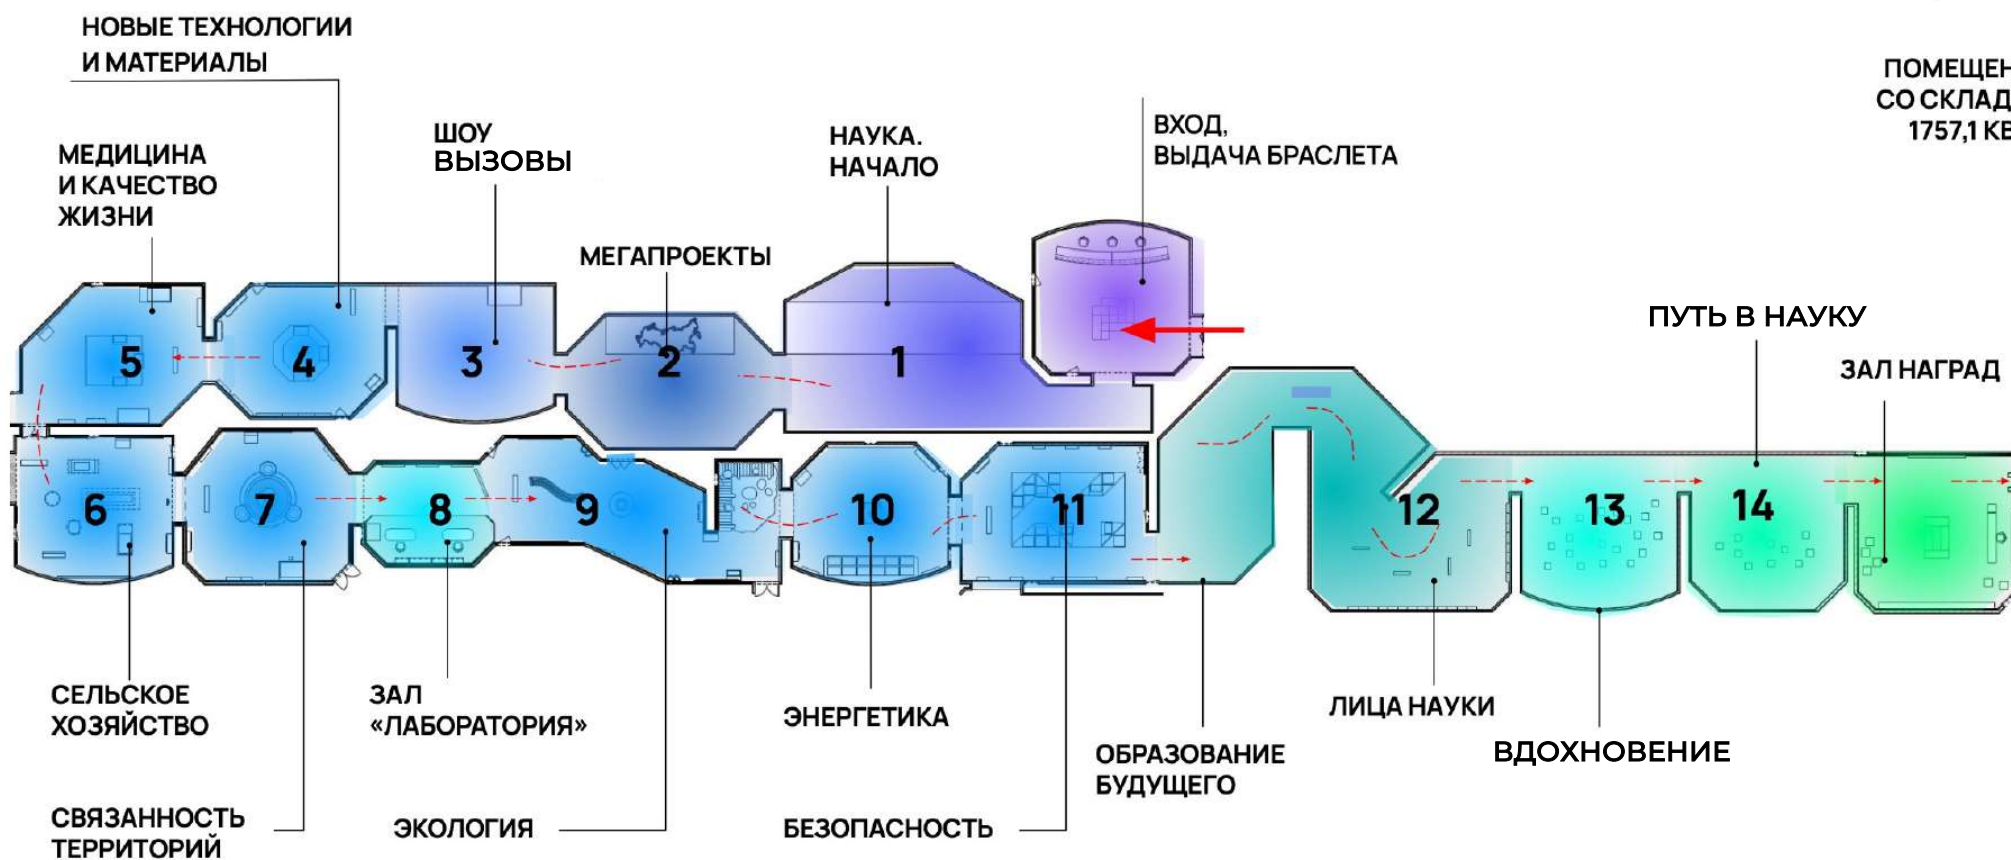 НОВЫЕ ТЕХНОЛОГИИ
И МАТЕРИАЛЫ
МЕДИЦИНА
И КАЧЕСТВО
ЖИЗНИ
ШОУ
ВЫЗОВЫ
МЕГАПРОЕКТЫ
НАУКА.
НАЧАЛО
ВХОД,
ВЫДАЧА БРАСЛЕТА
ПОМЕЩЕН
СО СКЛАД
1757,1 КВ
ПУТЬ В НАУКУ
ЗАЛ НАГРАД
5
4
3
2
1
6
7
8
9
10
11
12
13
14
СЕЛЬСКОЕ
ХОЗЯЙСТВО
ЗАЛ
«ЛАБОРАТОРИЯ»
ЭНЕРГЕТИКА
ОБРАЗОВАНИЕ
БУДУЩЕГО
ЛИЦА НАУКИ
ВДОХНОВЕНИЕ
СВЯЗАННОСТЬ
ТЕРРИТОРИЙ
ЭКОЛОГИЯ
БЕЗОПАСНОСТЬ